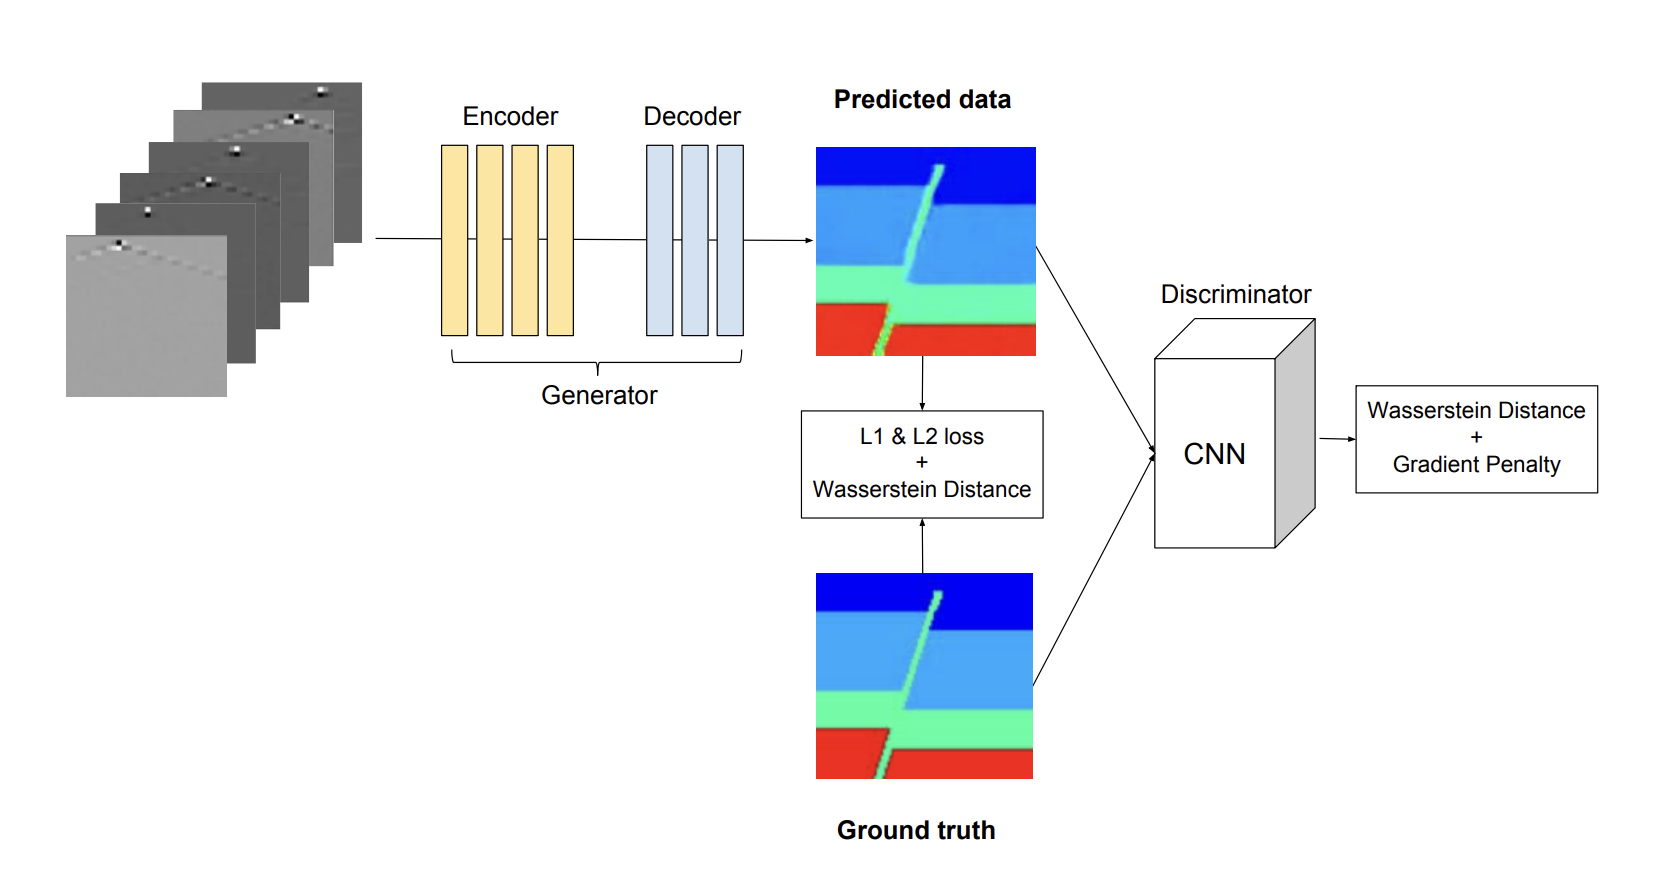 Encoder
Decoder
Generator
Predicted data
L1 & L2 loss
+
Wasserstein Distance
Ground truth
Discriminator
CNN
Wasserstein Distance
+
Gradient Penalty